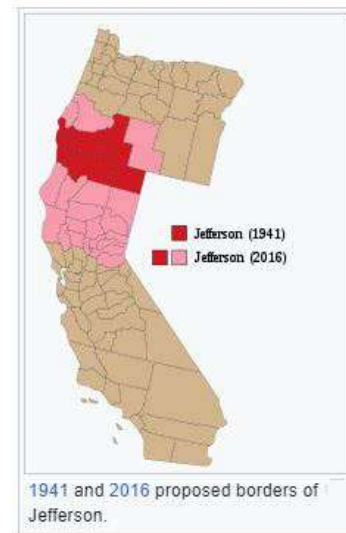 Jefferson (1941)
Jefferson (2016)
1941 and 2016 proposed borders of
Jefferson.